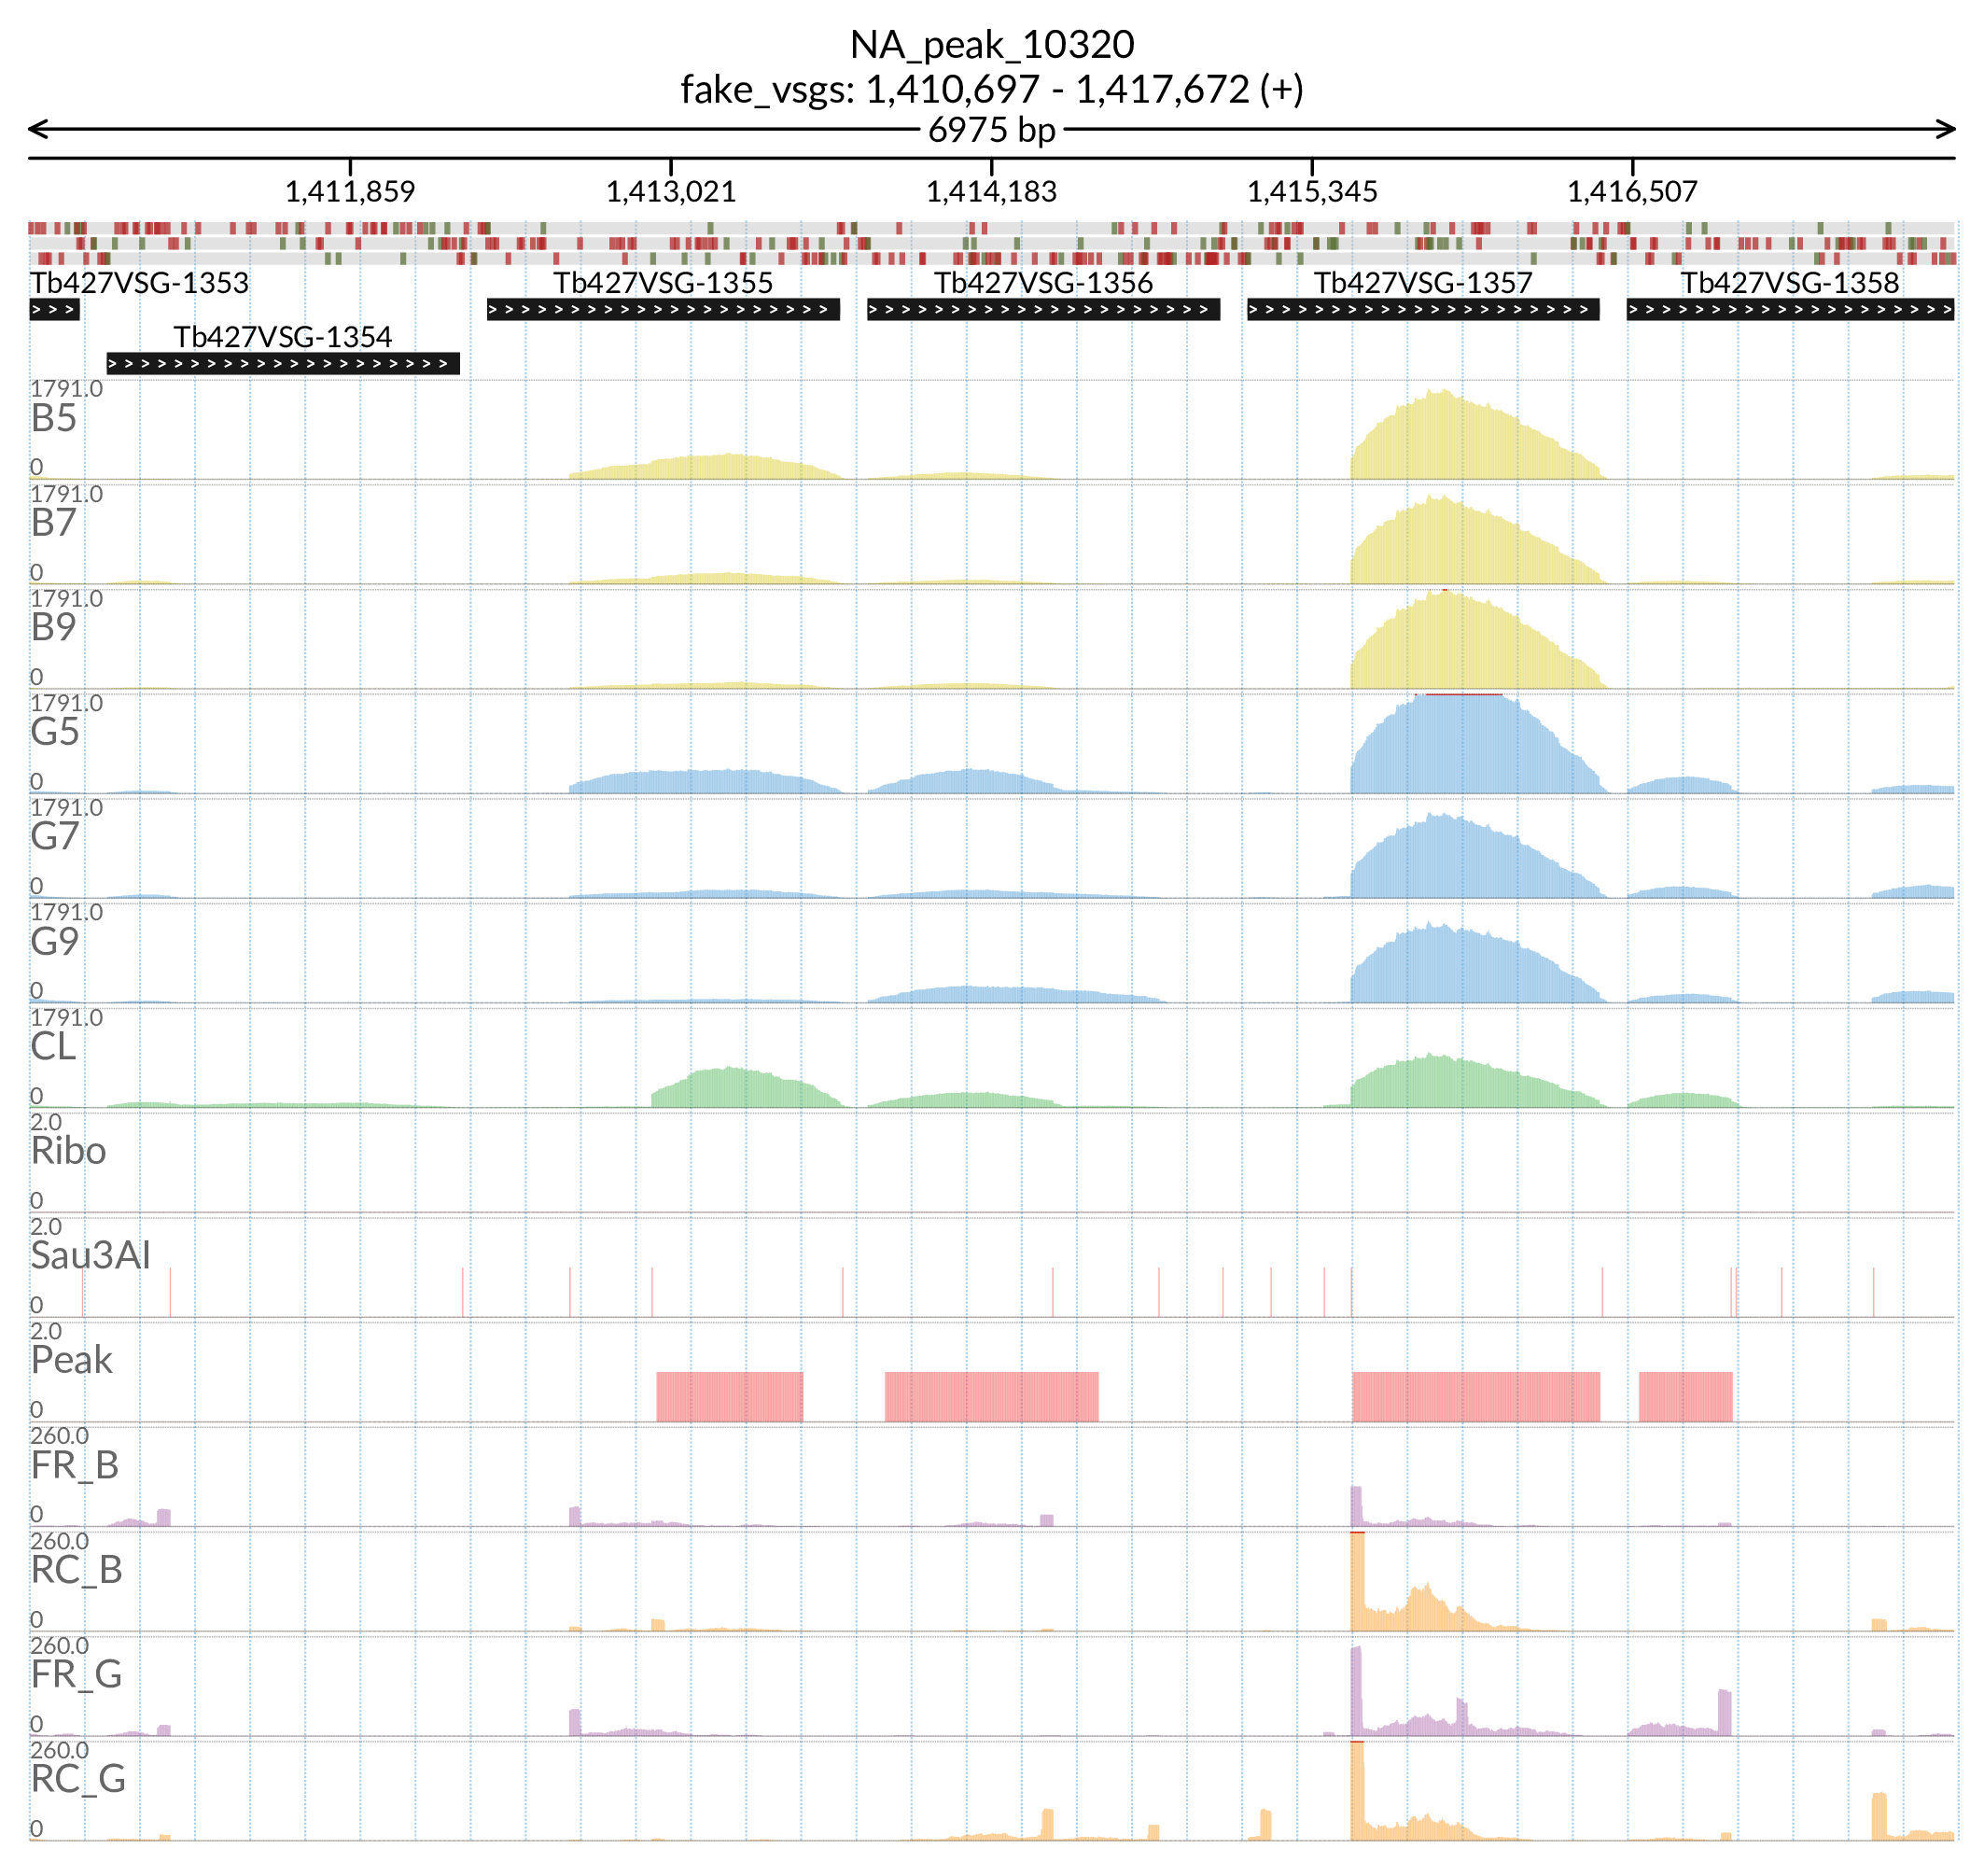 NA_peak_10320
fake_vsgs: 1,410,697 - 1,417,672 (+)
6975 bp
1,411,859 1,413,021 1,414,183 1,415,345 1,416,507
Tb427VSG-1353 Tb427VSG-1355 Tb427VSG-1356 Tb427VSG-1357 Tb427VSG-1358
Tb427VSG-1354
1791.0
B5
0
1791.0
B7
0
1791.0
B9
0
1791.0
G5
0
1791.0
G7
0
1791.0
G9
0
1791.0
CL
0
2.0
Ribo
0
2.0
Sau3AI
0
2.0
Peak
0
260.0
FR_B
0
260.0
RC_B
0
260.0
FR_G
0
260.0
RC_G
0